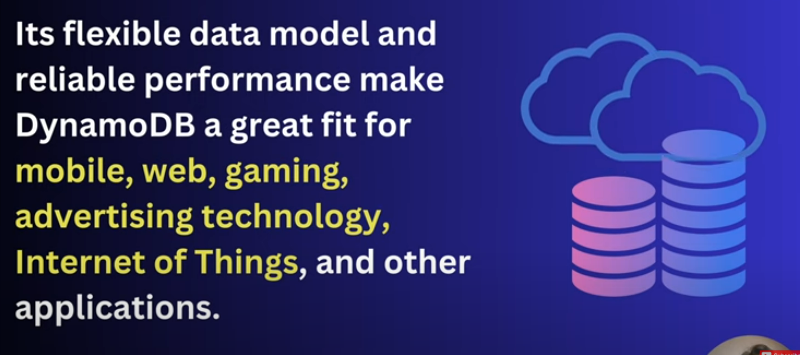 Its flexible data model and
reliable performance make
DynamoDB a great fit for
mobile, web, gaming,
advertising technology,
Internet of Things, and other
applications.